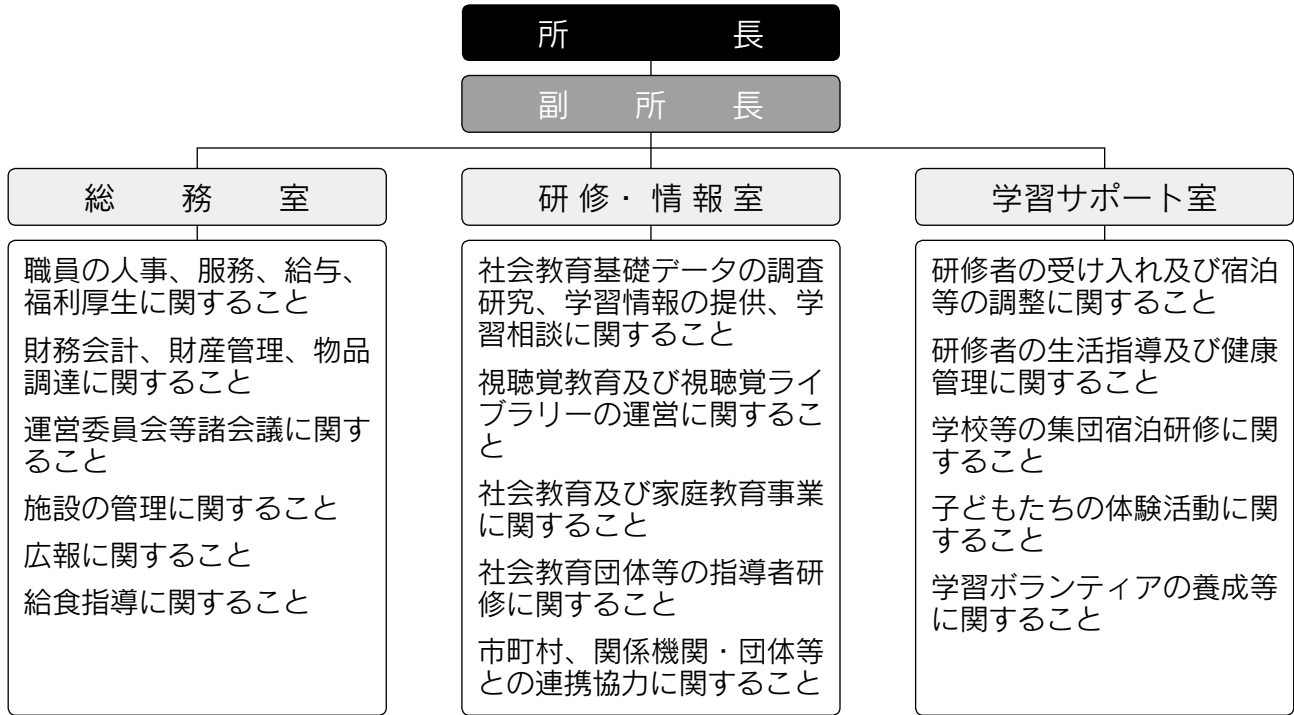 所長
副所長
総務室
職員の人事、服務、給与、
福利厚生に関すること
財務会計、財産管理、物品
調達に関すること
運営委員会等諸会議に関す
ること
施設の管理に関すること
広報に関すること
給食指導に関すること
研修・情報室
社会教育基礎データの調査
研究、学習情報の提供、学
習相談に関すること
視聴覚教育及び視聴覚ライ
ブラリーの運営に関するこ
と
社会教育及び家庭教育事業
に関すること
社会教育団体等の指導者研
修に関すること
市町村、関係機関・団体等
との連携協力に関すること
学習サポート室
研修者の受け入れ及び宿泊
等の調整に関すること
研修者の生活指導及び健康
管理に関すること
学校等の集団宿泊研修に関
すること
子どもたちの体験活動に関
すること
学習ボランティアの養成等
に関すること